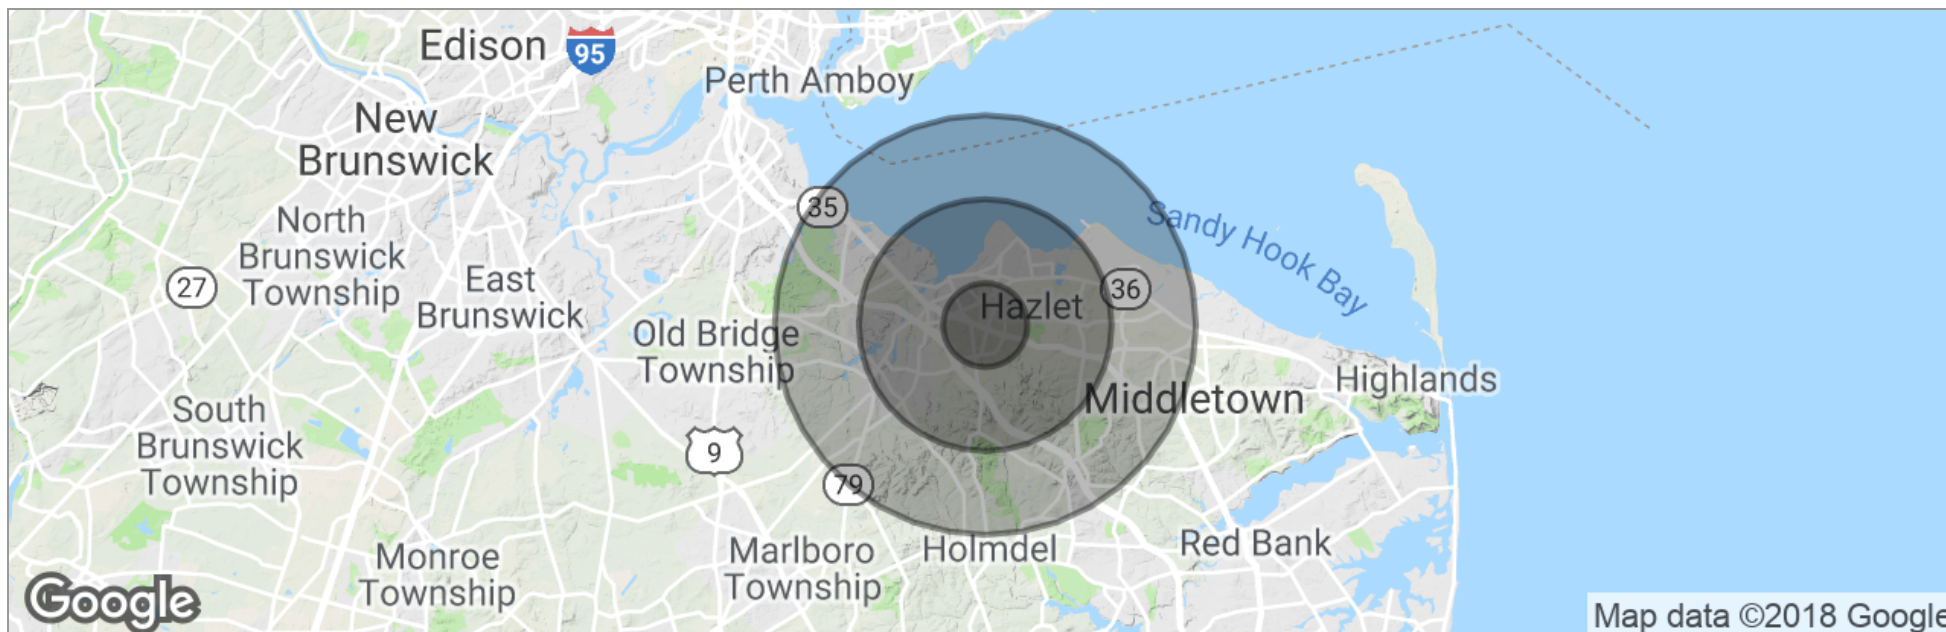 Edison
95
Perth Amboy
New
Brunswick
35
Sandy Hook Bay
North
Brunswick
Township
27
East
Brunswick
Hazlet
36
Old Bridge
Township
Middletown
Highlands
South
Brunswick
Township
9
79
Monroe
Township
Marlboro
Township
Holmdel
Red Bank
Google
Map data ©2018 Google